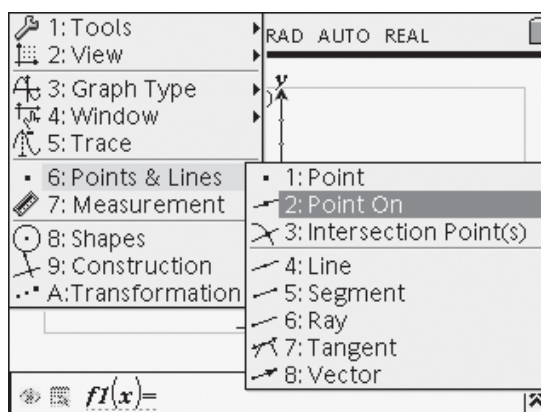 1: Tools
RAD AUTO REAL
2: View
y
3: Graph Type
4: Window
5: Trace
6: Points & Lines
7: Measurement
8: Shapes
9: Construction
A: Transformation
1: Point
2: Point On
3: Intersection Point(s)
4: Line
5: Segment
6: Ray
7: Tangent
8: Vector
f1(x)=